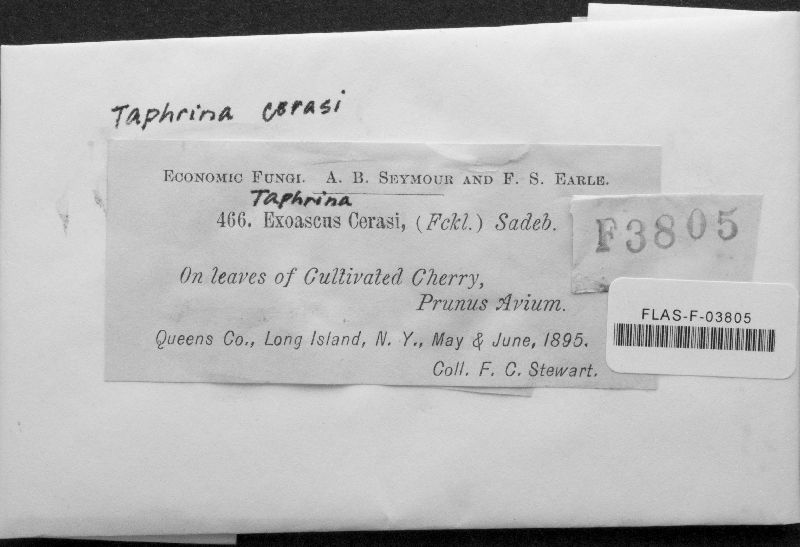 Taphrina cerasi
Economic Fungi. A. B. Seymour and F. S. Earle.
Taphrina
466. Exoascus Cerasi, (Fckl.) Sadeb.
F3805
On leaves of Cultivated Cherry,
Prunus Avium.
FLAS-F-03805
Queens Co., Long Island, N. Y., May & June, 1895.
Coll. F. C. Stewart.